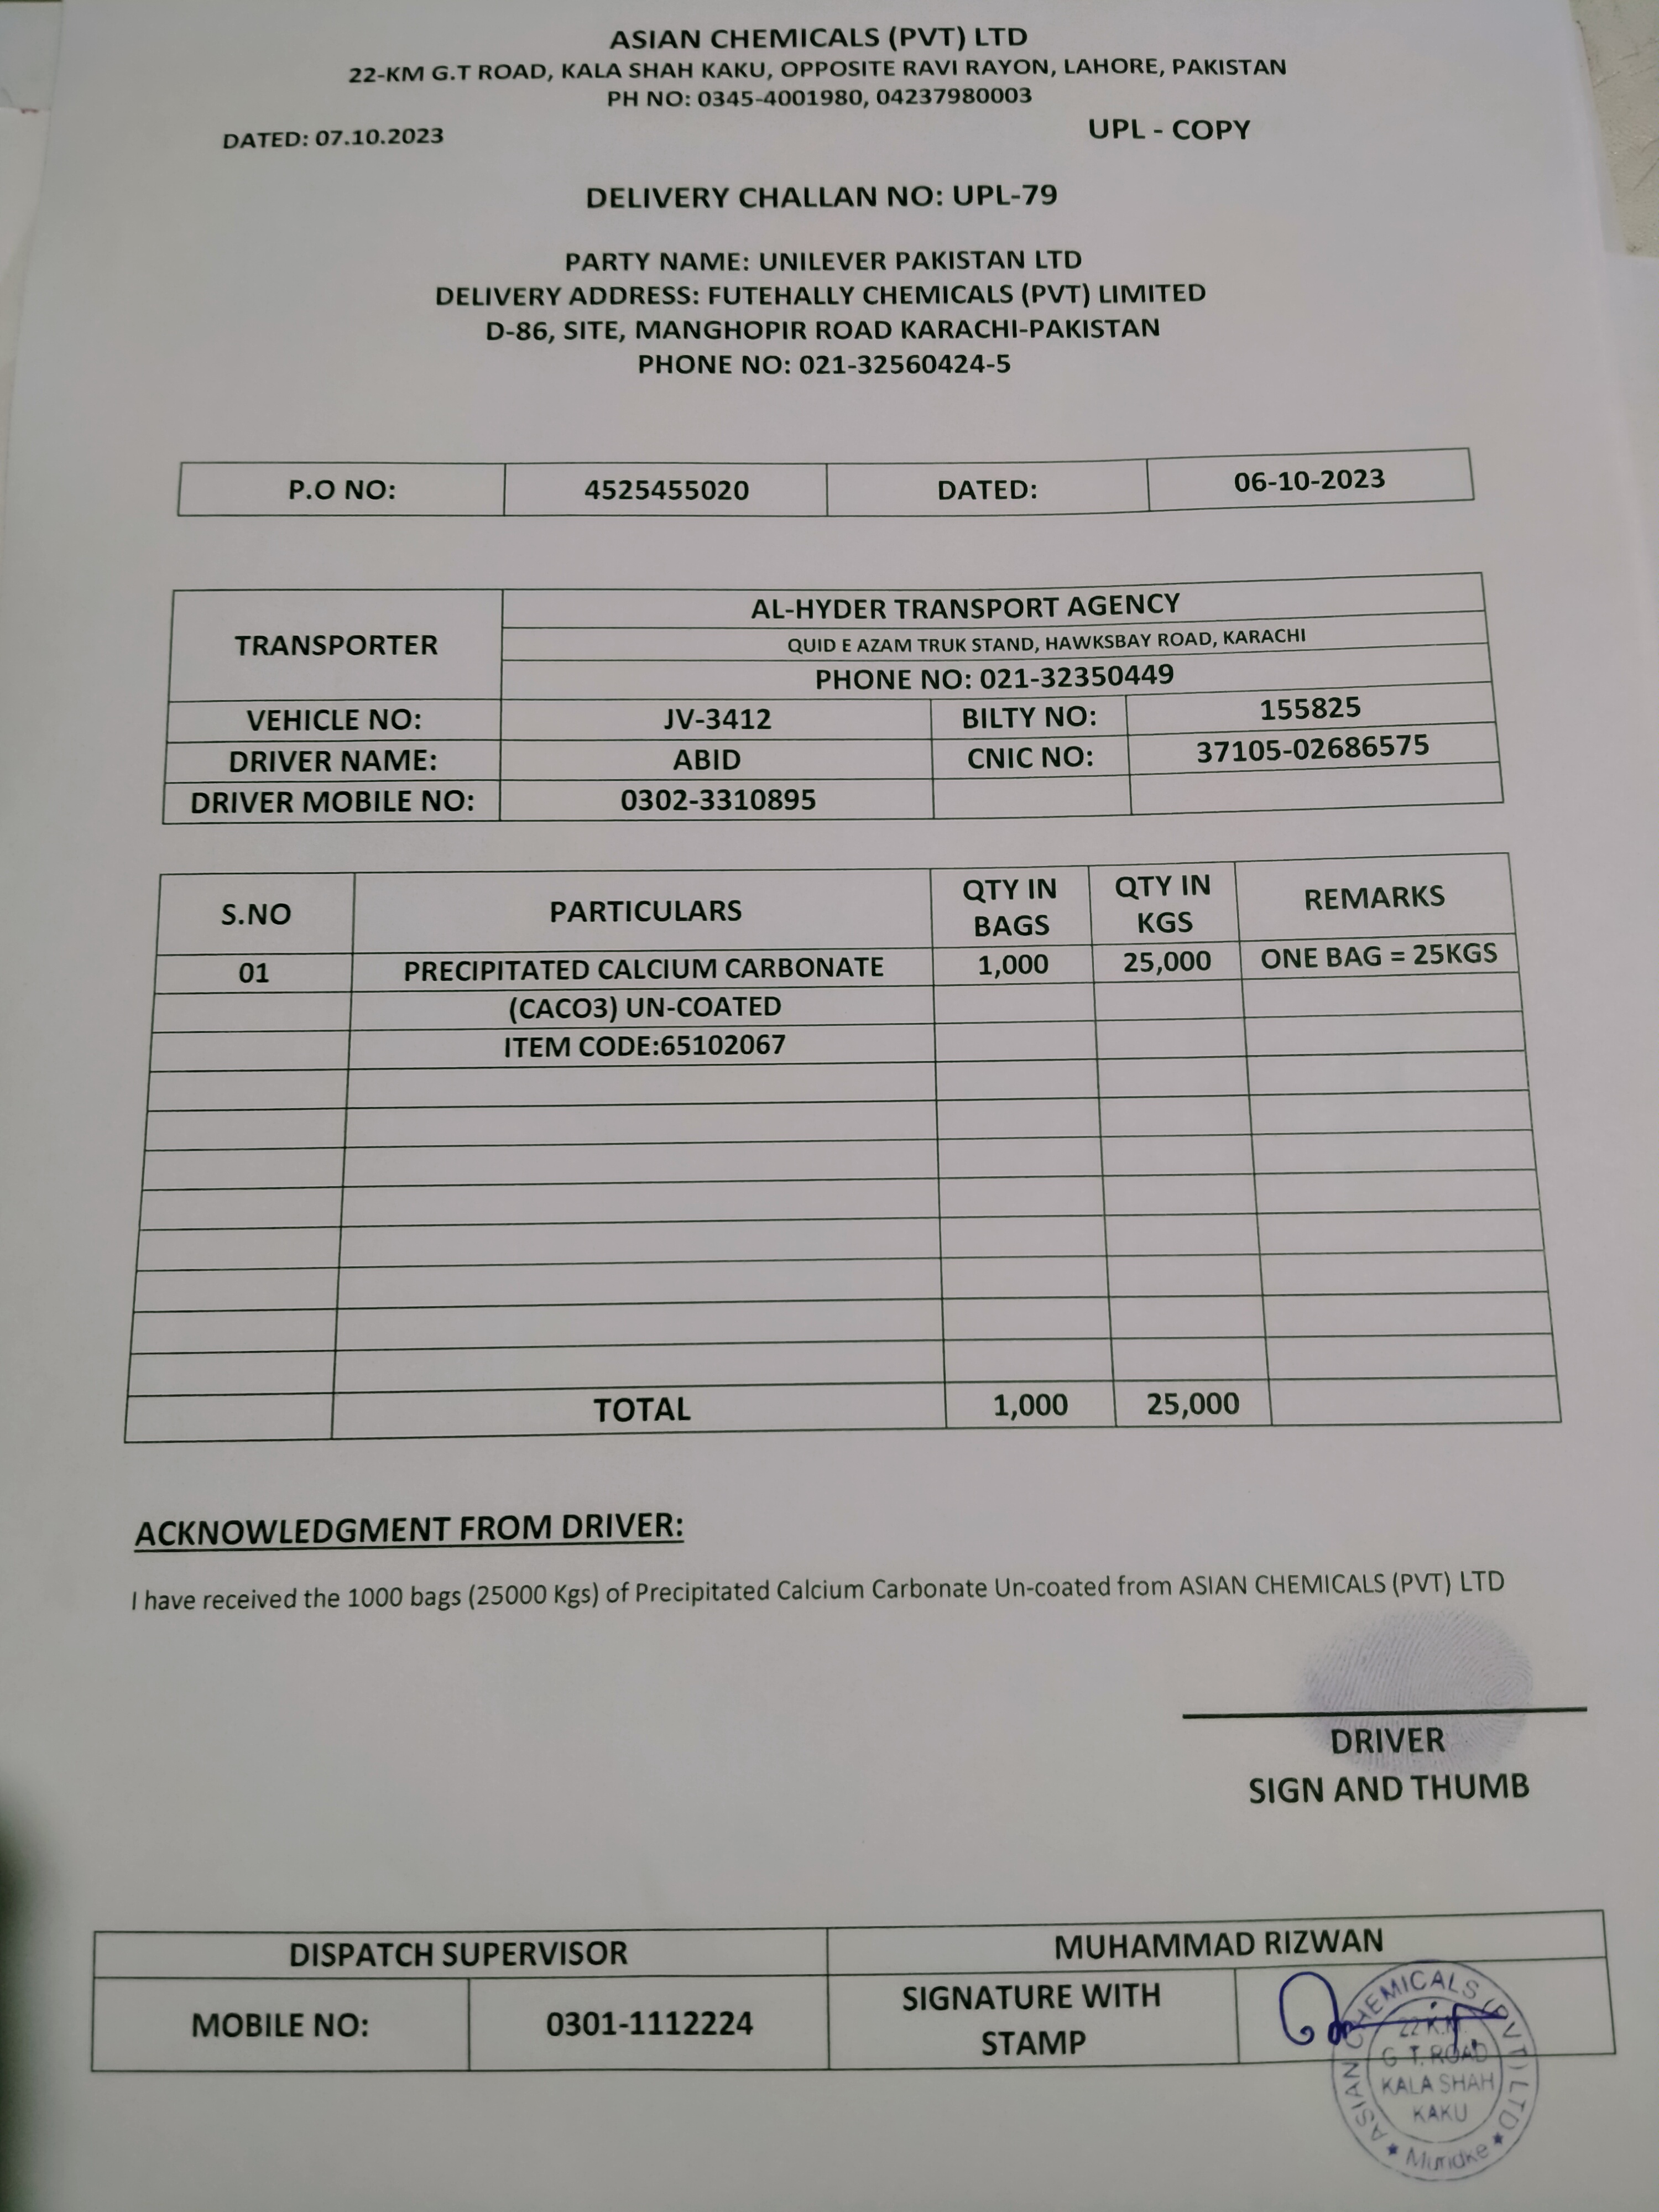 ASIAN CHEMICALS (PVT) LTD
22-KM G.T ROAD, KALA SHAH KAKU, OPPOSITE RAVI RAYON, LAHORE, PAKISTAN
PH NO: 0345-4001980, 04237980003
DATED: 07.10.2023 UPL - COPY
DELIVERY CHALLAN NO: UPL-79
PARTY NAME: UNILEVER PAKISTAN LTD
DELIVERY ADDRESS: FUTEHALLY CHEMICALS (PVT) LIMITED
D-86, SITE, MANGHOPIR ROAD KARACHI-PAKISTAN
PHONE NO: 021-32560424-5
P.O NO: 4525455020 DATED: 06-10-2023
TRANSPORTER
AL-HYDER TRANSPORT AGENCY
QUID E AZAM TRUK STAND, HAWKSBAY ROAD, KARACHI
PHONE NO: 021-32350449
VEHICLE NO: JV-3412 BILTY NO: 155825
DRIVER NAME: ABID CNIC NO: 37105-02686575
DRIVER MOBILE NO: 0302-3310895
S.NO PARTICULARS QTY IN BAGS QTY IN KGS REMARKS
01 PRECIPITATED CALCIUM CARBONATE 1,000 25,000 ONE BAG = 25KGS
(CACO3) UN-COATED
ITEM CODE:65102067
TOTAL 1,000 25,000
ACKNOWLEDGMENT FROM DRIVER:
I have received the 1000 bags (25000 Kgs) of Precipitated Calcium Carbonate Un-coated from ASIAN CHEMICALS (PVT) LTD
DRIVER
SIGN AND THUMB
DISPATCH SUPERVISOR MUHAMMAD RIZWAN
MOBILE NO: 0301-1112224 SIGNATURE WITH STAMP
ASIAN CHEMICALS (PVT) LTD
22 K.M.
G T. ROAD
KALA SHAH
KAKU
★ Muridke ★